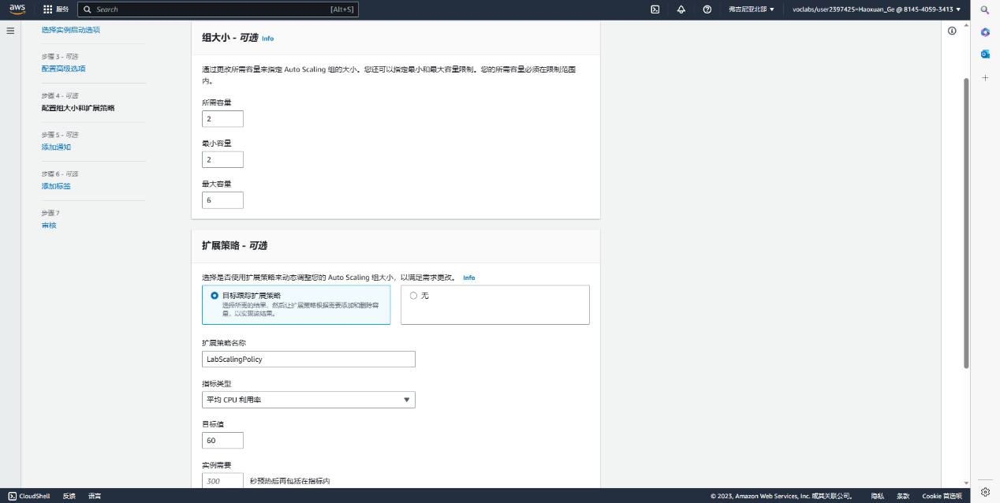 aws
服务
Search
[Alt+S]
弗吉尼亚北部
voclabs/user2397425=Haoxuan_Ge @ 8145-4059-3413
选择实例启动选项
步骤 3 - 可选
配置高级选项
步骤 4 - 可选
配置组大小和扩展策略
步骤 5 - 可选
添加通知
步骤 6 - 可选
添加标签
步骤 7
审核
组大小 - 可选 Info
通过更改所需容量来指定 Auto Scaling 组的大小。您还可以指定最小和最大容量限制。您的所需容量必须在限制范围
内。
所需容量
2
最小容量
2
最大容量
6
扩展策略 - 可选
选择是否使用扩展策略来动态调整您的 Auto Scaling 组大小，以满足需求更改。 Info
目标跟踪扩展策略
选择所需的结果，然后让扩展策略根据需要添加和删除容
量，以实现该结果。
无
扩展策略名称
LabScalingPolicy
指标类型
平均 CPU 利用率
目标值
60
实例需要
300 秒预热后再包括在指标内
CloudShell
反馈
语言
© 2023, Amazon Web Services, Inc. 或其关联公司。
隐私
条款
Cookie 首选项